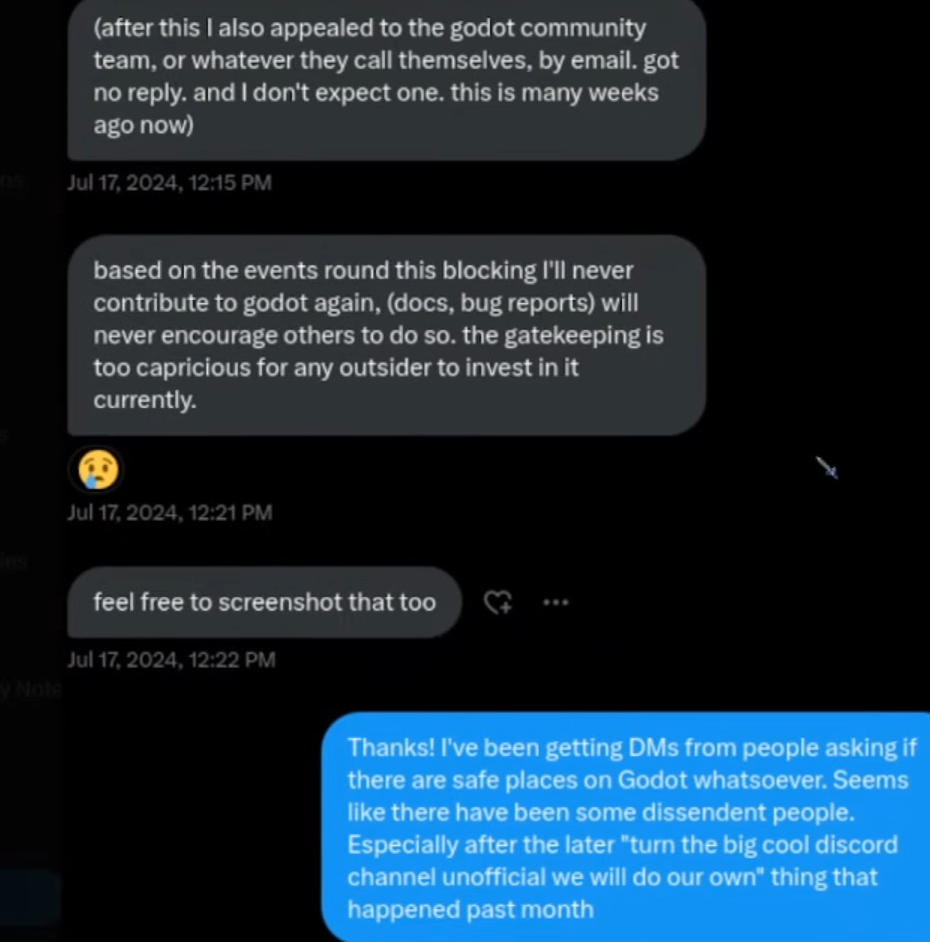 (after this I also appealed to the godot community
team, or whatever they call themselves, by email. got
no reply. and I don't expect one. this is many weeks
ago now)
Jul 17, 2024, 12:15 PM
based on the events round this blocking I'll never
contribute to godot again, (docs, bug reports) will
never encourage others to do so. the gatekeeping is
too capricious for any outsider to invest in it
currently.
Jul 17, 2024, 12:21 PM
feel free to screenshot that too
Jul 17, 2024, 12:22 PM
y Note
Thanks! I've been getting DMs from people asking if
there are safe places on Godot whatsoever. Seems
like there have been some dissendent people.
Especially after the later "turn the big cool discord
channel unofficial we will do our own" thing that
happened past month